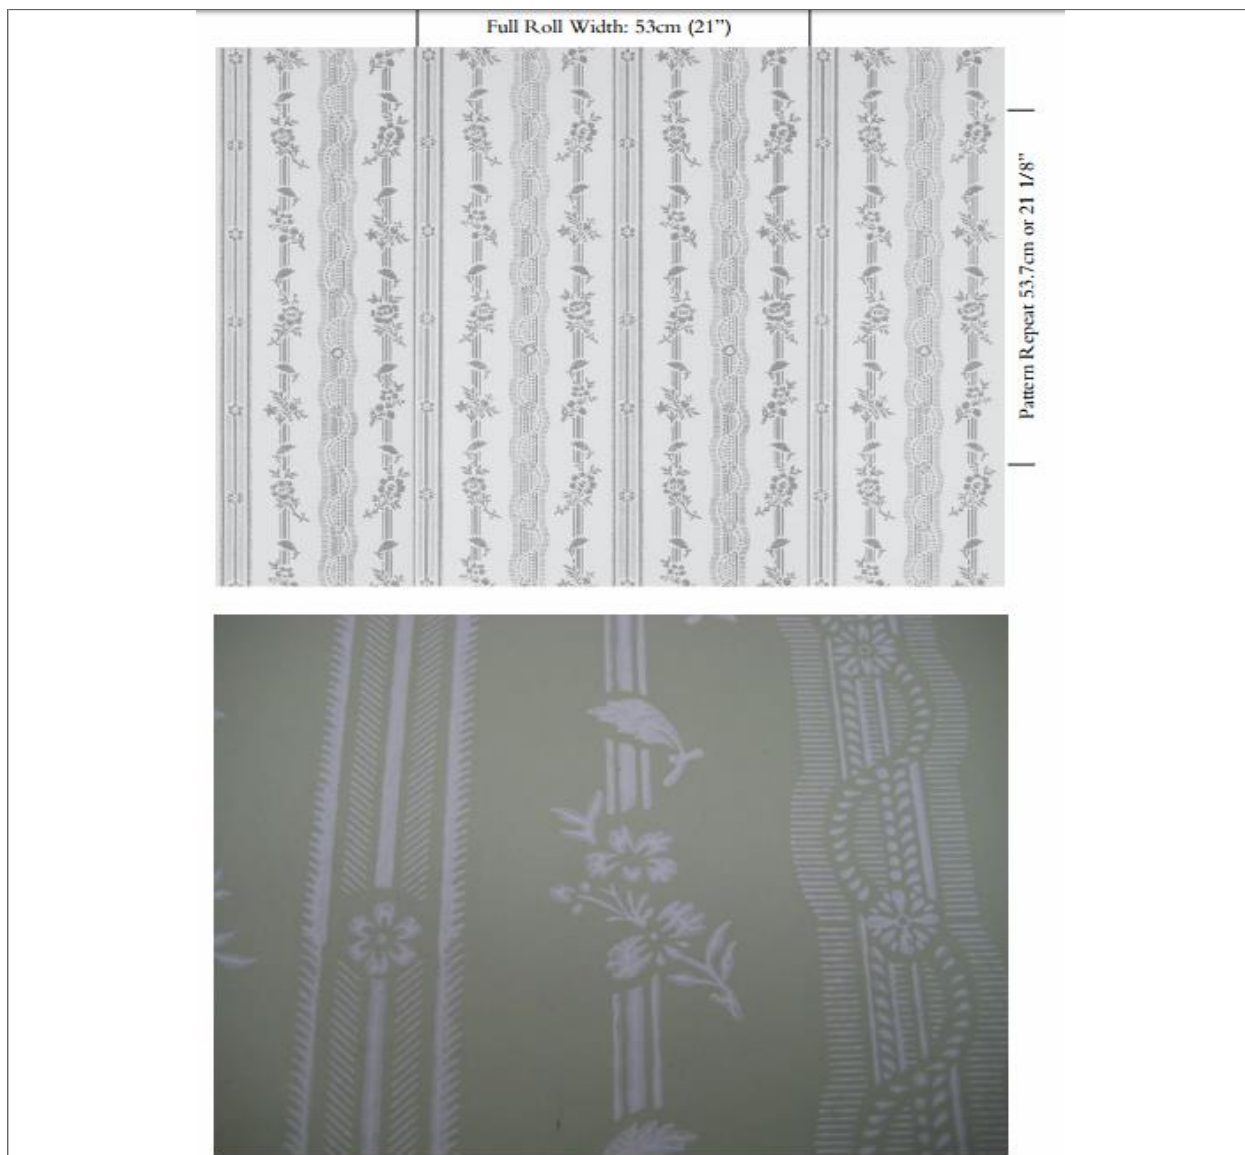 Full Roll Width: 53cm (21”)
Pattern Repeat 53.7cm or 21 1/8”